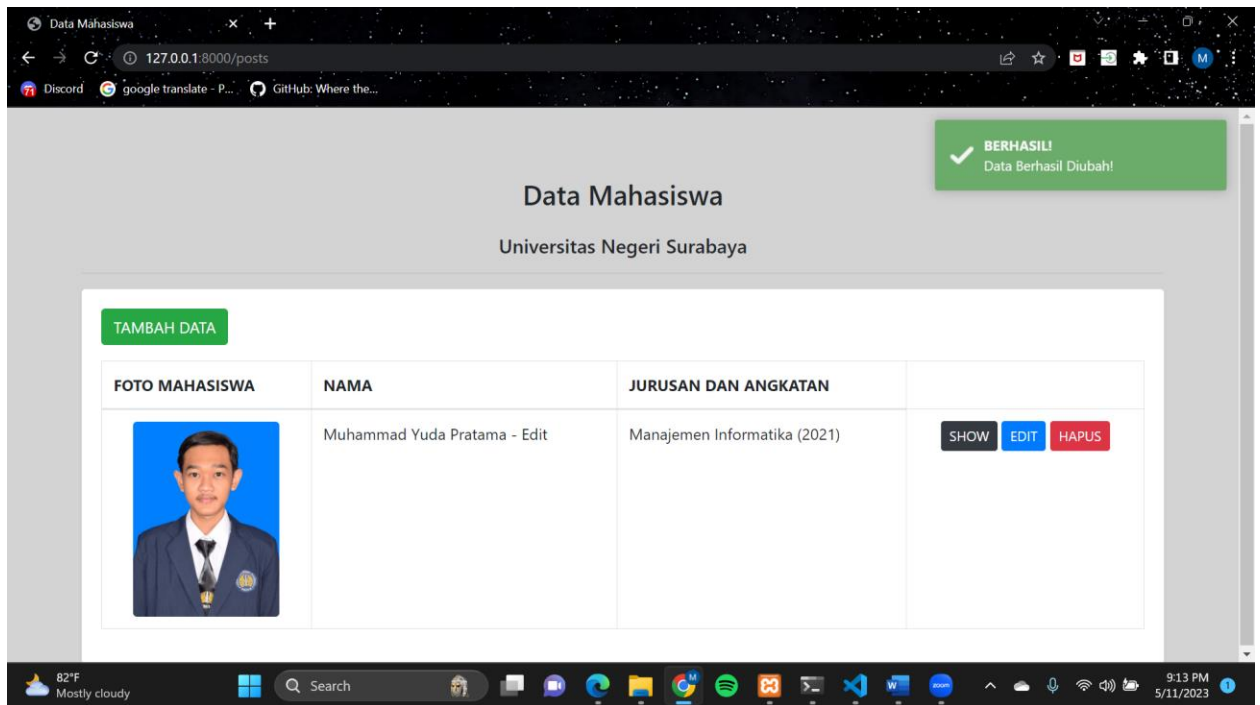 Data Mahasiswa
127.0.0.1:8000/posts
Discord
google translate - P...
GitHub: Where the...
M
BERHASIL!
Data Berhasil Diubah!
Data Mahasiswa
Universitas Negeri Surabaya
TAMBAH DATA
FOTO MAHASISWA NAMA JURUSAN DAN ANGKATAN
Muhammad Yuda Pratama - Edit Manajemen Informatika (2021) SHOW EDIT HAPUS
82°F
Mostly cloudy
Search
zoom
9:13 PM
5/11/2023
1